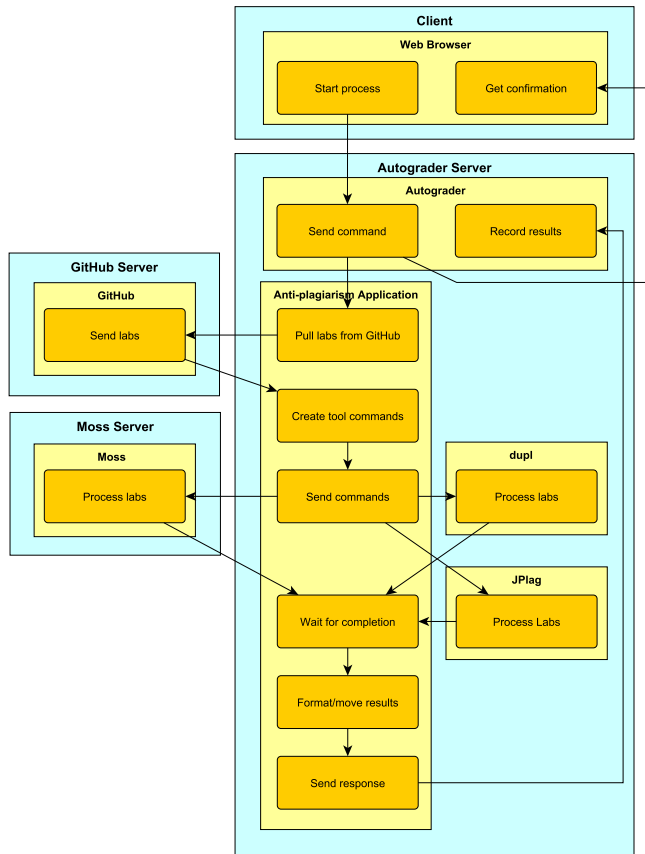 Client
Web Browser
Start process
Get confirmation
Autograder Server
Autograder
Send command
Record results
GitHub Server
GitHub
Send labs
Anti-plagiarism Application
Pull labs from GitHub
Create tool commands
Moss Server
Moss
Process labs
Send commands
dupl
Process labs
JPlag
Process Labs
Wait for completion
Format/move results
Send response